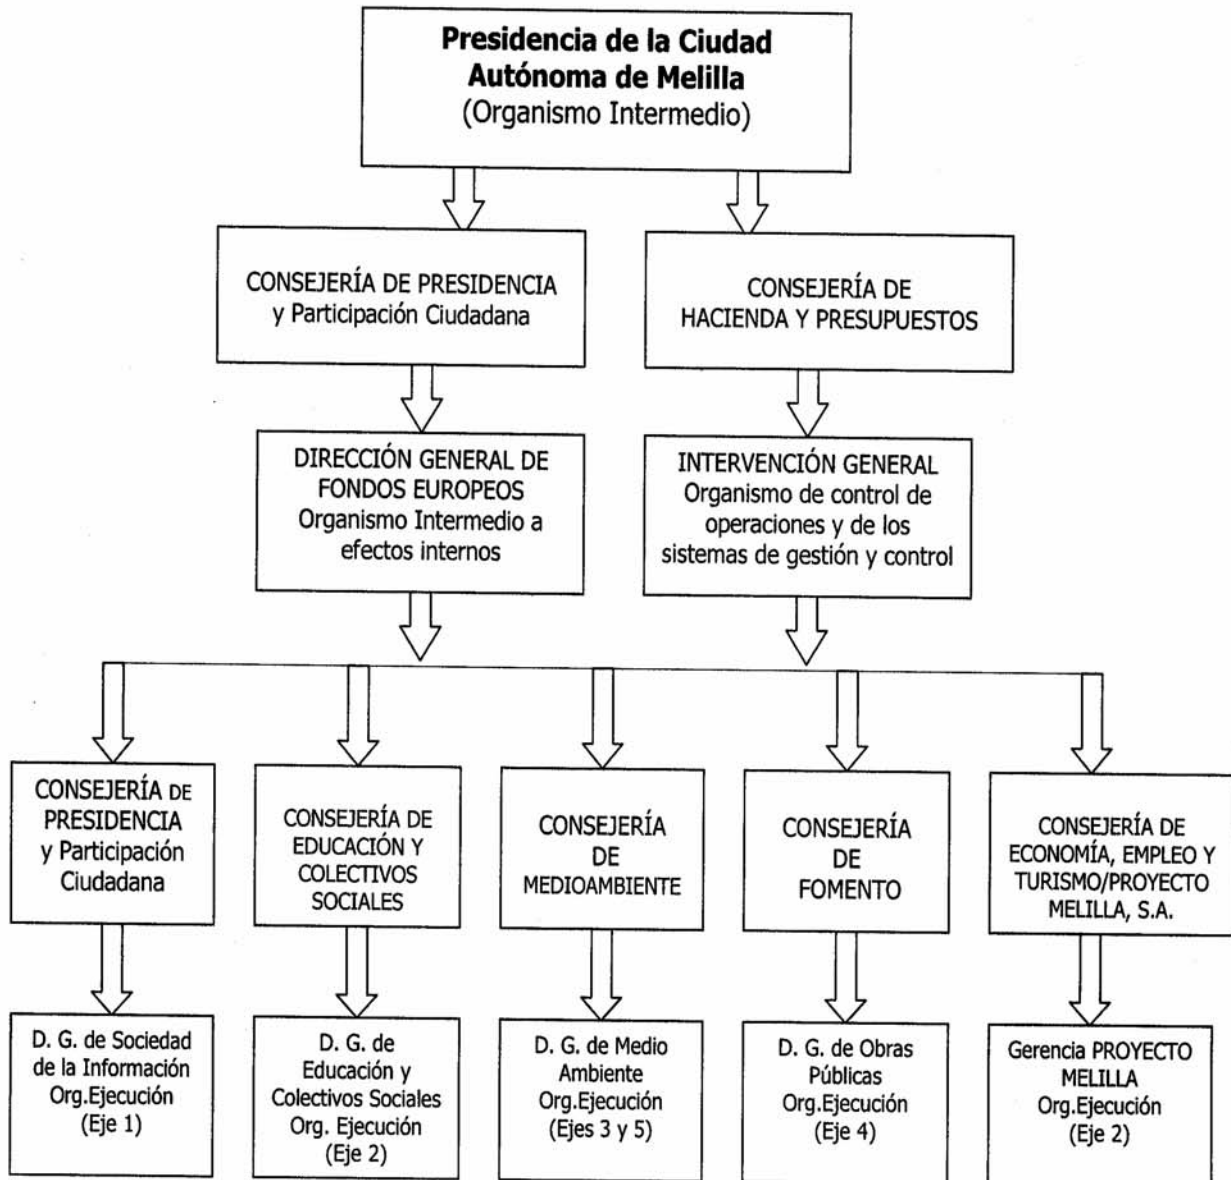 Presidencia de la Ciudad
Autónoma de Melilla
(Organismo Intermedio)
CONSEJERÍA DE PRESIDENCIA
y Participación Ciudadana
CONSEJERÍA DE
HACIENDA Y PRESUPUESTOS
DIRECCIÓN GENERAL DE
FONDOS EUROPEOS
Organismo Intermedio a
efectos internos
INTERVENCIÓN GENERAL
Organismo de control de
operaciones y de los
sistemas de gestión y control
CONSEJERÍA DE
PRESIDENCIA
y Participación
Ciudadana
CONSEJERÍA DE
EDUCACIÓN Y
COLECTIVOS
SOCIALES
CONSEJERÍA
DE
MEDIOAMBIENTE
CONSEJERÍA
DE
FOMENTO
CONSEJERÍA DE
ECONOMÍA, EMPLEO Y
TURISMO/PROYECTO
MELILLA, S.A.
D. G. de Sociedad
de la Información
Org.Ejecución
(Eje 1)
D. G. de
Educación y
Colectivos Sociales
Org. Ejecución
(Eje 2)
D. G. de Medio
Ambiente
Org.Ejecución
(Ejes 3 y 5)
D. G. de Obras
Públicas
Org.Ejecución
(Eje 4)
Gerencia PROYECTO
MELILLA
Org.Ejecución
(Eje 2)